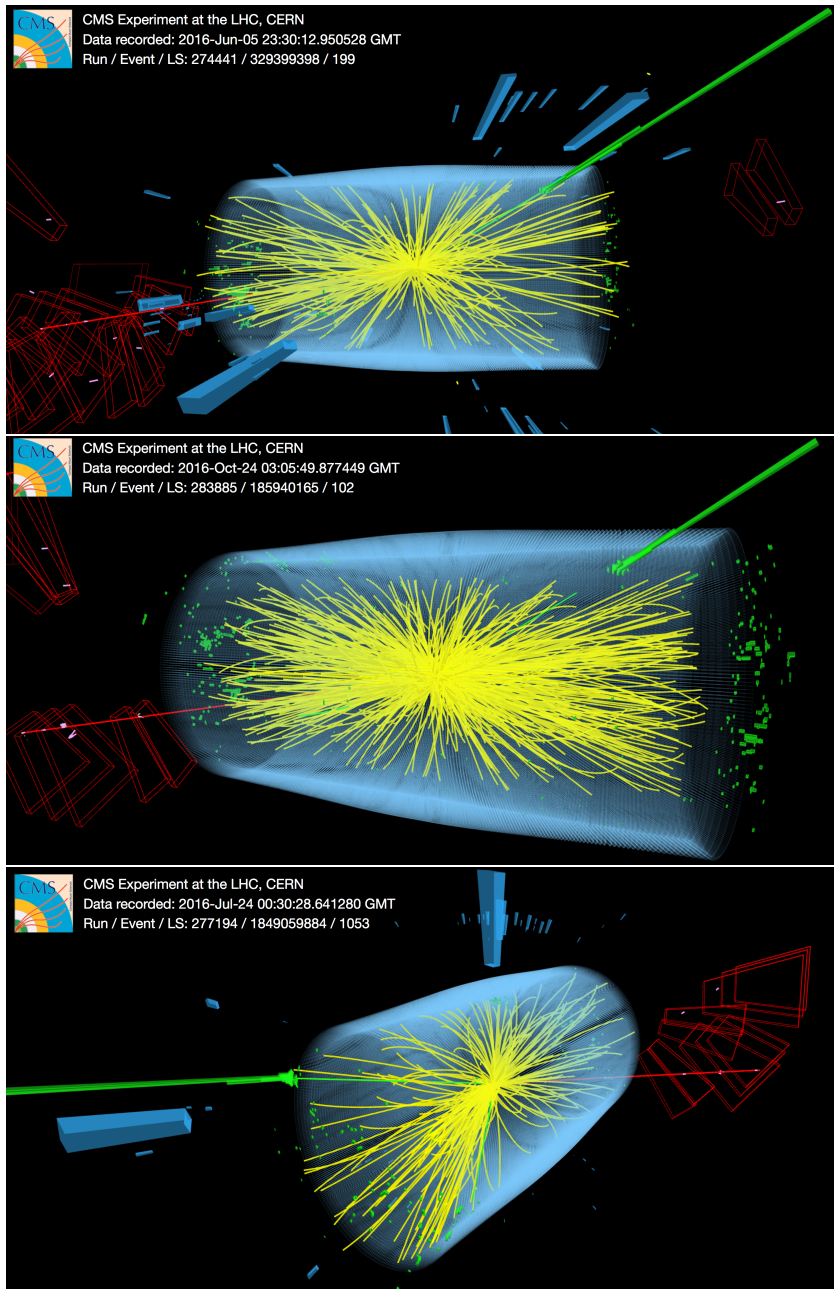 CMS
CMS Experiment at the LHC, CERN
Data recorded: 2016-Jun-05 23:30:12.950528 GMT
Run / Event / LS: 274441 / 329399398 / 199
CMS
CMS Experiment at the LHC, CERN
Data recorded: 2016-Oct-24 03:05:49.877449 GMT
Run / Event / LS: 283885 / 185940165 / 102
CMS
CMS Experiment at the LHC, CERN
Data recorded: 2016-Jul-24 00:30:28.641280 GMT
Run / Event / LS: 277194 / 1849059884 / 1053